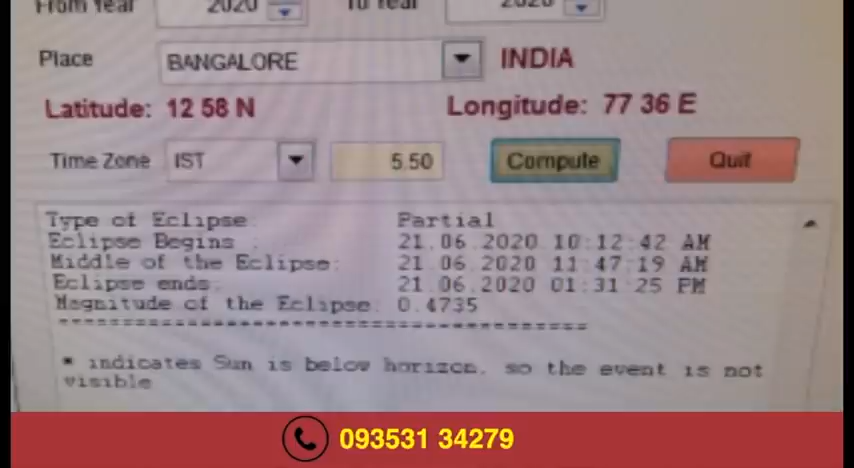 From Year 2020 To Year 2020
Place BANGALORE INDIA
Latitude: 12 58 N Longitude: 77 36 E
Time Zone IST 5.50 Compute Quit
Type of Eclipse: Partial
Eclipse Begins : 21.06.2020 10:12:42 AM
Middle of the Eclipse: 21.06.2020 11:47:19 AM
Eclipse ends: 21.06.2020 01:31:25 PM
Magnitude of the Eclipse: 0.4735
========================================
* indicates Sun is below horizon, so the event is not
visible
093531 34279